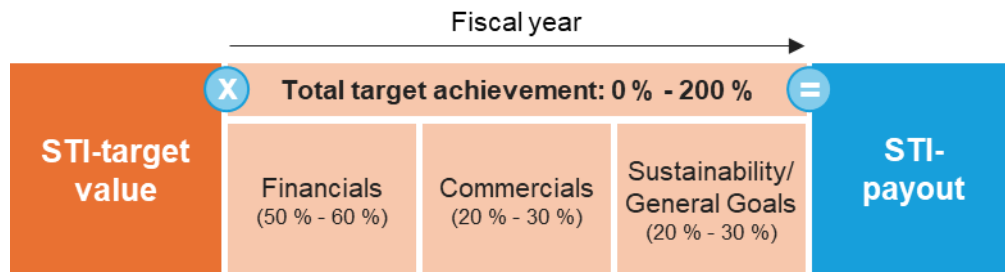 Fiscal year
STI-target
value
X
Total target achievement: 0 % - 200 %
=
Financials
(50 % - 60 %)
Commercials
(20 % - 30 %)
Sustainability/
General Goals
(20 % - 30 %)
STI-
payout